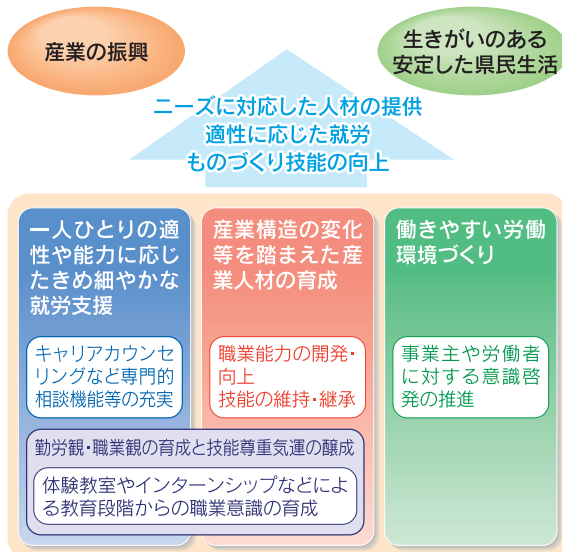 産業の振興
生きがいのある
安定した県民生活
ニーズに対応した人材の提供
適性に応じた就労
ものづくり技能の向上
一人ひとりの適
性や能力に応じ
たきめ細やかな
就労支援
キャリアカウンセ
リングなど専門的
相談機能等の充実
産業構造の変化
等を踏まえた産
業人材の育成
職業能力の開発・
向上
技能の維持・継承
勤労観・職業観の育成と技能尊重気運の醸成
体験教室やインターンシップなどによ
る教育段階からの職業意識の育成
働きやすい労働
環境づくり
事業主や労働者
に対する意識啓
発の推進